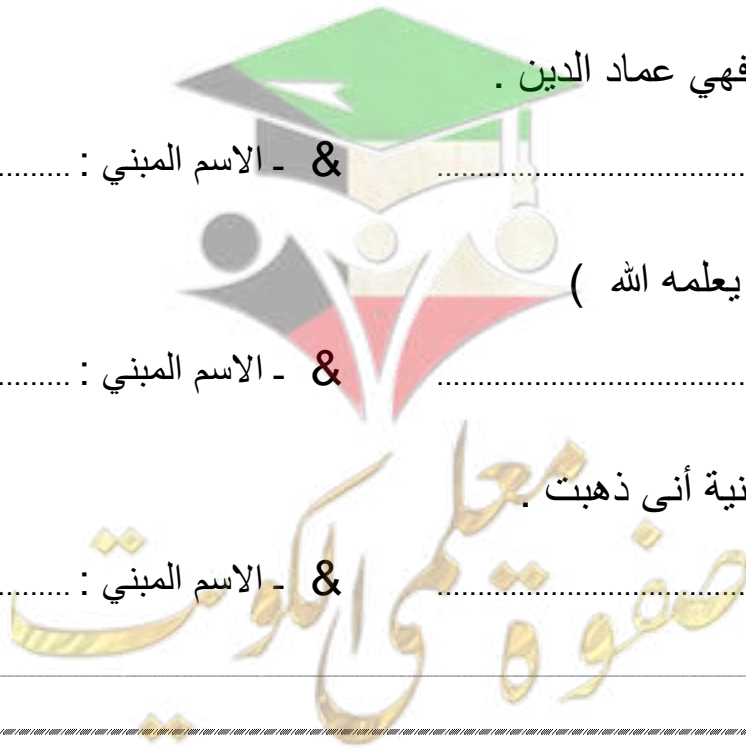 فهي عماد الدين .
......................................... & ـ الاسم المبني : .........
يعلمه الله )
......................................... & ـ الاسم المبني : .........
نية أنى ذهبت .
......................................... & ـ الاسم المبني : .........
صفوة معلمي الكويت